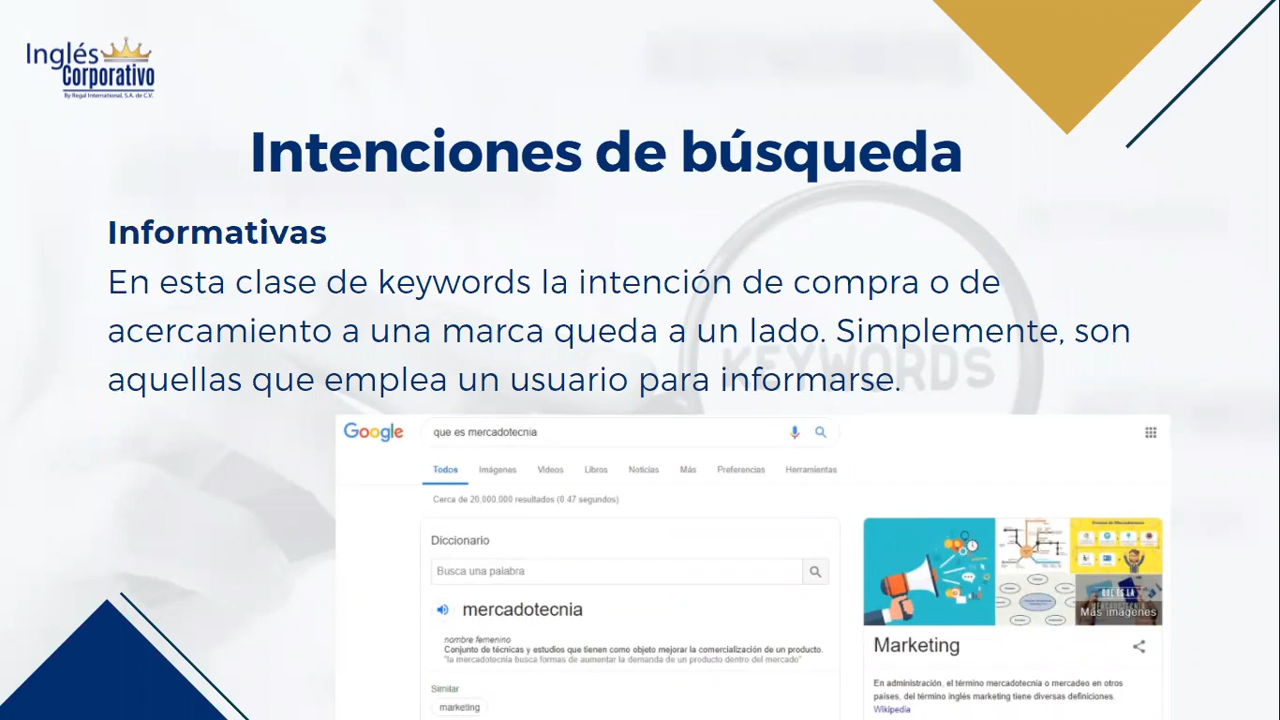 Inglés
Corporativo
By Regal International, S.A. de C.V.
Intenciones de búsqueda
Informativas
En esta clase de keywords la intención de compra o de
acercamiento a una marca queda a un lado. Simplemente, son
aquellas que emplea un usuario para informarse.
KEYWORDS
Google
que es mercadotecnia
Todos Imágenes Videos Libros Noticias Más Preferencias Herramientas
Cerca de 20,000,000 resultados (0.47 segundos)
Diccionario
Busca una palabra
mercadotecnia
nombre femenino
Conjunto de técnicas y estudios que tienen como objeto mejorar la comercialización de un producto.
"la mercadotecnia busca formas de aumentar la demanda de un producto dentro del mercado"
Similar
marketing
QUÉ ES LA
Más imágenes
Marketing
En administración, el término mercadotecnia o mercadeo en otros
países, del término inglés marketing tiene diversas definiciones.
Wikipedia